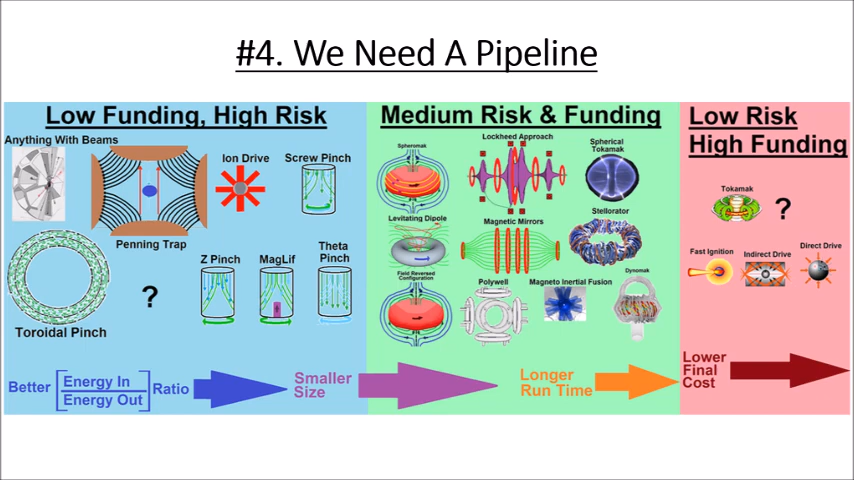 #4. We Need A Pipeline
Low Funding, High Risk
Anything With Beams
Penning Trap
Ion Drive
Screw Pinch
Toroidal Pinch
?
Z Pinch
MagLif
Theta
Pinch
Medium Risk & Funding
Spheromak
Lockheed Approach
Spherical
Tokamak
Levitating Dipole
Magnetic Mirrors
Stellorator
Field Reversed
Configuration
Polywell
Magneto Inertial Fusion
Dynomak
Low Risk
High Funding
Tokamak
?
Fast Ignition
Indirect Drive
Direct Drive
Better
Energy In
Energy Out
Ratio
Smaller
Size
Longer
Run Time
Lower
Final
Cost